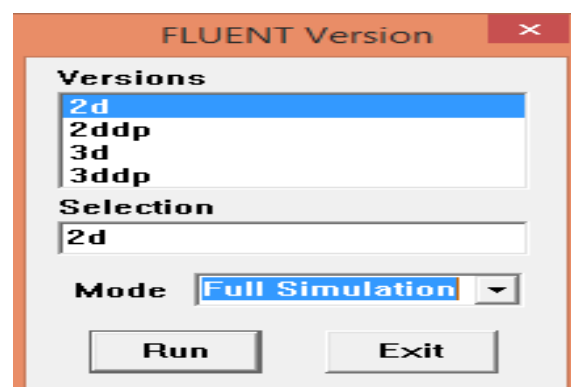 FLUENT Version
Versions
2d
2ddp
3d
3ddp
Selection
2d
Mode Full Simulation
Run Exit